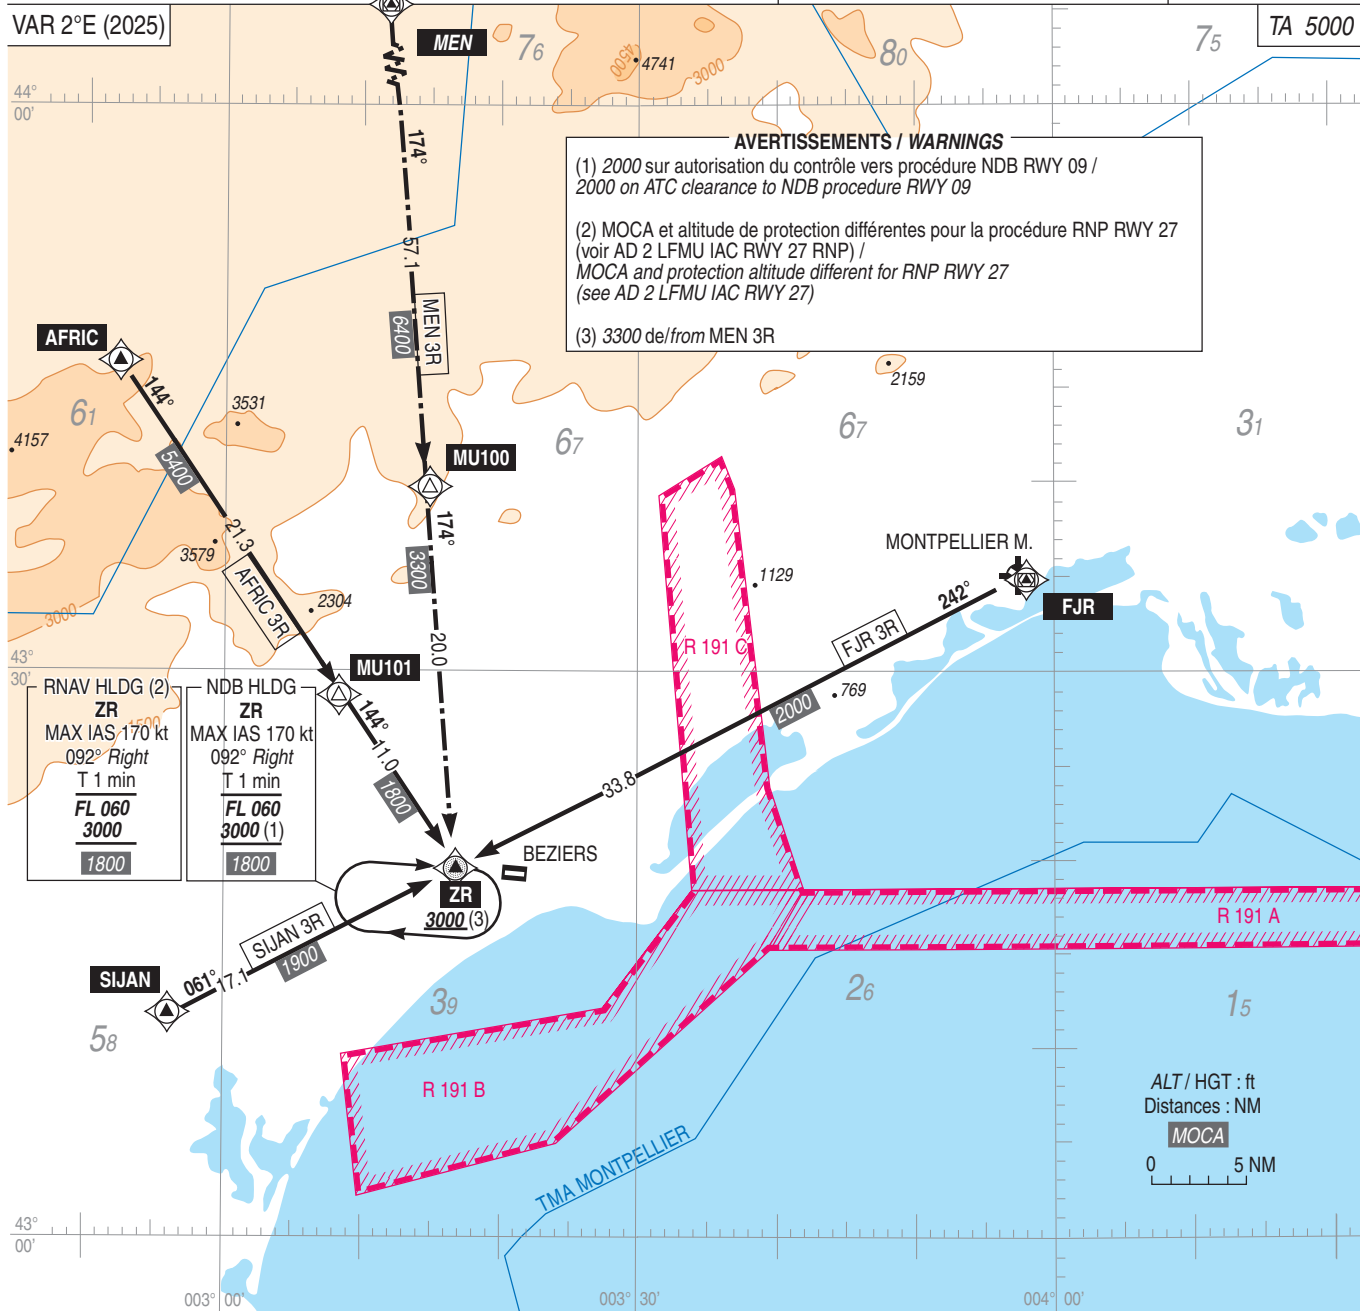 VAR 2°E (2025)
MEN
76
4500
4741
3000
80
75
TA 5000
44°
00'
174°
AVERTISSEMENTS / WARNINGS
(1) 2000 sur autorisation du contrôle vers procédure NDB RWY 09 /
2000 on ATC clearance to NDB procedure RWY 09
(2) MOCA et altitude de protection différentes pour la procédure RNP RWY 27
(voir AD 2 LFMU IAC RWY 27 RNP) /
MOCA and protection altitude different for RNP RWY 27
(see AD 2 LFMU IAC RWY 27)
(3) 3300 de/from MEN 3R
57.1
6400
MEN 3R
AFRIC
144°
61
3531
4157
5400
2159
67
67
31
MU100
174°
21.3
3579
3300
AFRIC 3R
2304
3000
20.0
1129
MONTPELLIER M.
242°
FJR
FJR 3R
R 191 C
43°
30'
MU101
769
2000
RNAV HLDG (2)
ZR
MAX IAS 170 kt
092° Right
T 1 min
FL 060
3000
1800
1500
NDB HLDG
ZR
MAX IAS 170 kt
092° Right
T 1 min
FL 060
3000 (1)
1800
144°
11.0
1800
33.8
BEZIERS
ZR
3000 (3)
SIJAN 3R
1900
SIJAN
061°
17.1
58
39
26
15
R 191 A
R 191 B
TMA MONTPELLIER
ALT / HGT : ft
Distances : NM
MOCA
0 5 NM
43°
00'
003° 00'
003° 30'
004° 00'